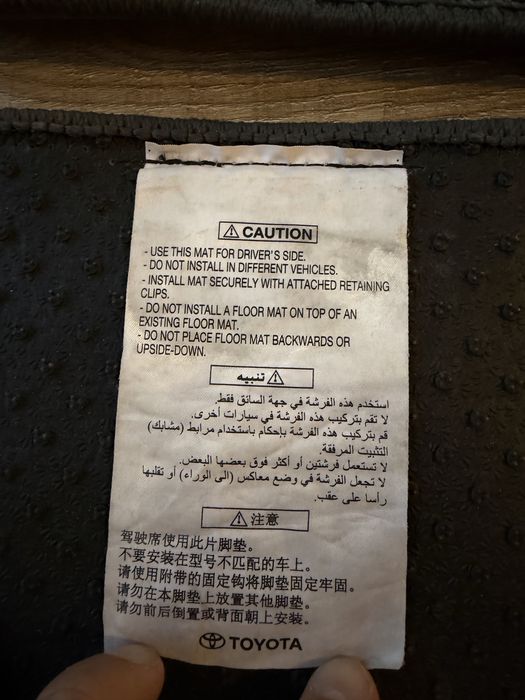 ⚠ CAUTION
- USE THIS MAT FOR DRIVER'S SIDE.
- DO NOT INSTALL IN DIFFERENT VEHICLES.
- INSTALL MAT SECURELY WITH ATTACHED RETAINING
CLIPS.
- DO NOT INSTALL A FLOOR MAT ON TOP OF AN
EXISTING FLOOR MAT.
- DO NOT PLACE FLOOR MAT BACKWARDS OR
UPSIDE-DOWN.
⚠ تنبيه
استخدم هذه الفرشة في جهة السائق فقط.
لا تقم بتركيب هذه الفرشة في سيارات أخرى.
قم بتركيب هذه الفرشة بإحكام باستخدام مرابط (مشابك)
التثبيت المرفقة.
لا تستعمل فرشتين أو أكثر فوق بعضها البعض.
لا تجعل الفرشة في وضع معاكس (الى الوراء) أو تقلبها
رأسا على عقب.
⚠ 注意
驾驶席使用此片脚垫。
不要安装在型号不匹配的车上。
请使用附带的固定钩将脚垫固定牢固。
请勿在本脚垫上放置其他脚垫。
请勿前后倒置或背面朝上安装。
TOYOTA